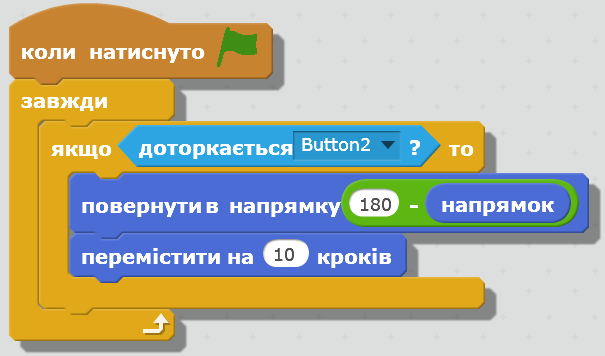 коли натиснуто
завжди
якщо доторкається Button2 ? то
повернути в напрямку 180 - напрямок
перемістити на 10 кроків